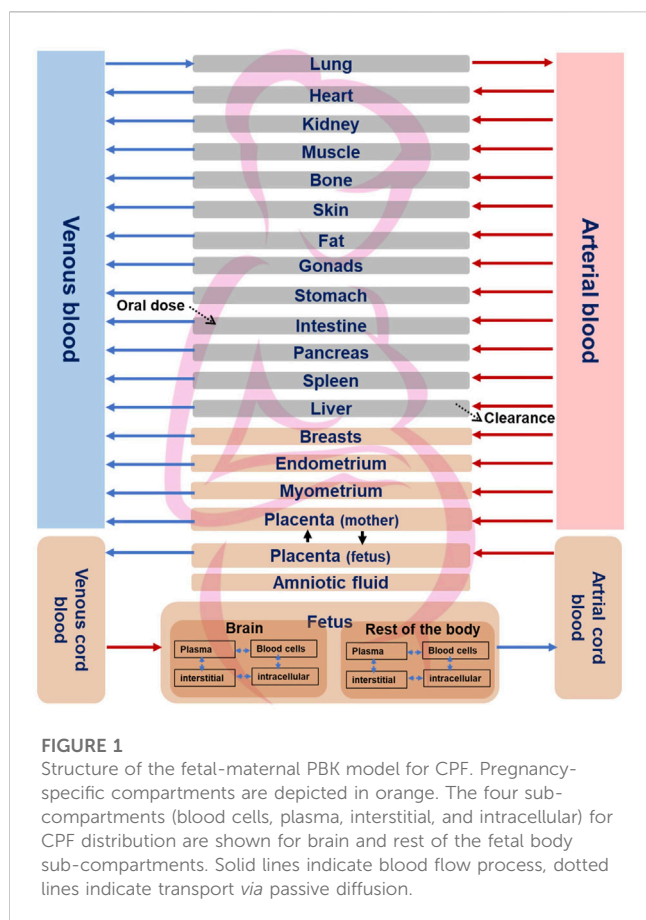 Venous blood
Arterial blood
Lung
Heart
Kidney
Muscle
Bone
Skin
Fat
Gonads
Stomach
Oral dose
Intestine
Pancreas
Spleen
Liver
Clearance
Breasts
Endometrium
Myometrium
Placenta (mother)
Placenta (fetus)
Amniotic fluid
Venous cord
blood
Artrial cord
blood
Fetus
Brain
Plasma
Blood cells
interstitial
intracellular
Rest of the body
Plasma
Blood cells
interstitial
intracellular
FIGURE 1
Structure of the fetal-maternal PBK model for CPF. Pregnancy-
specific compartments are depicted in orange. The four sub-
compartments (blood cells, plasma, interstitial, and intracellular) for
CPF distribution are shown for brain and rest of the fetal body
sub-compartments. Solid lines indicate blood flow process, dotted
lines indicate transport via passive diffusion.